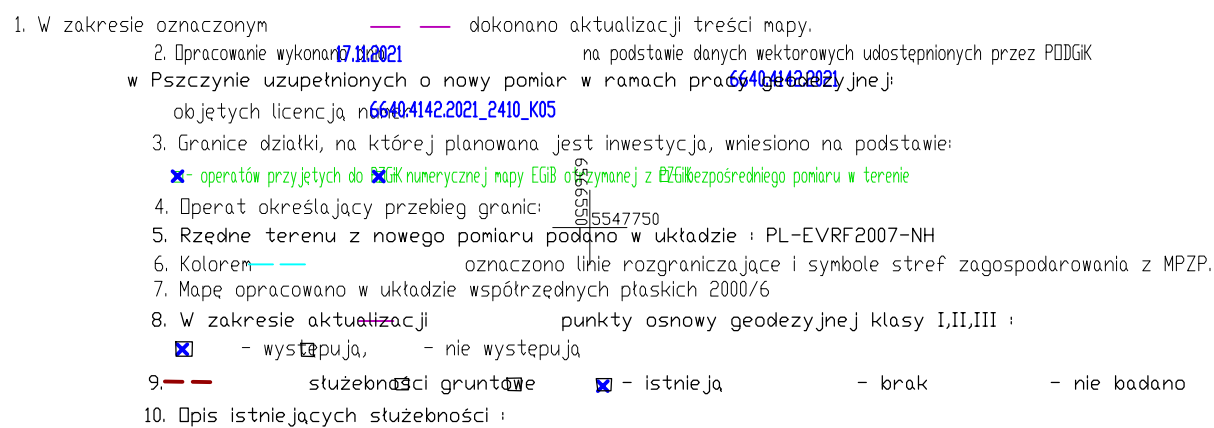 1. W zakresie oznaczonym dokonano aktualizacji treści mapy.
2. Opracowanie wykonano dnia 17.11.2021 na podstawie danych wektorowych udostępnionych przez PODGiK
w Pszczynie uzupełnionych o nowy pomiar w ramach pracy geodezyjnej: 6640.4142.2021
objętych licencją numer 6640.4142.2021_2410_K05
3. Granice działki, na której planowana jest inwestycja, wniesiono na podstawie:
- operatów przyjętych do PZGiK numerycznej mapy EGiB otrzymanej z PZGiK bezpośredniego pomiaru w terenie
6566550
4. Operat określający przebieg granic:
5547750
5. Rzędne terenu z nowego pomiaru podano w układzie : PL-EVRF2007-NH
6. Kolorem oznaczono linie rozgraniczające i symbole stref zagospodarowania z MPZP.
7. Mapę opracowano w układzie współrzędnych płaskich 2000/6
8. W zakresie aktualizacji punkty osnowy geodezyjnej klasy I,II,III :
- występują, - nie występują
9. służebności gruntowe - istnieją - brak - nie badano
10. Opis istniejących służebności :